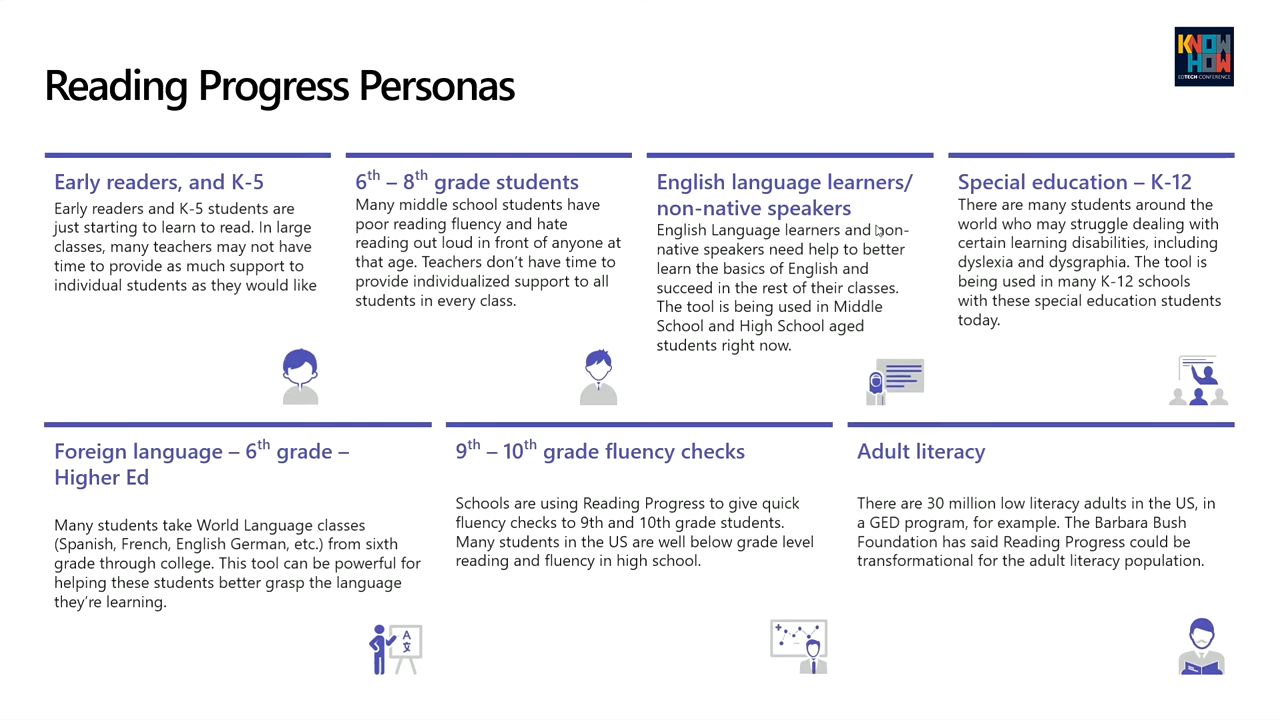 KNOW
HOW
EDTECH CONFERENCE
Reading Progress Personas
Early readers, and K-5
Early readers and K-5 students are
just starting to learn to read. In large
classes, many teachers may not have
time to provide as much support to
individual students as they would like
6th – 8th grade students
Many middle school students have
poor reading fluency and hate
reading out loud in front of anyone at
that age. Teachers don't have time to
provide individualized support to all
students in every class.
English language learners/
non-native speakers
English Language learners and non-
native speakers need help to better
learn the basics of English and
succeed in the rest of their classes.
The tool is being used in Middle
School and High School aged
students right now.
Special education – K-12
There are many students around the
world who may struggle dealing with
certain learning disabilities, including
dyslexia and dysgraphia. The tool is
being used in many K-12 schools
with these special education students
today.
Foreign language – 6th grade –
Higher Ed
Many students take World Language classes
(Spanish, French, English German, etc.) from sixth
grade through college. This tool can be powerful for
helping these students better grasp the language
they're learning.
A
文
9th – 10th grade fluency checks
Schools are using Reading Progress to give quick
fluency checks to 9th and 10th grade students.
Many students in the US are well below grade level
reading and fluency in high school.
Adult literacy
There are 30 million low literacy adults in the US, in
a GED program, for example. The Barbara Bush
Foundation has said Reading Progress could be
transformational for the adult literacy population.